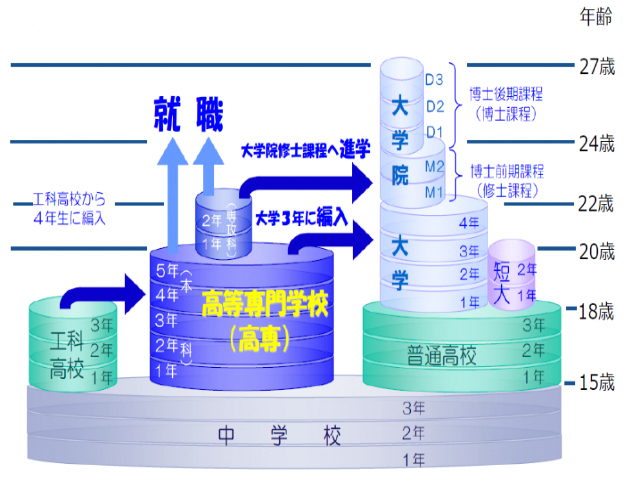 年齢
27歳
24歳
22歳
20歳
18歳
15歳
就職
大学院修士課程へ進学
大学3年に編入
工科高校から
4年生に編入
大学院
D3
D2
D1
博士後期課程
(博士課程)
M2
M1
博士前期課程
(修士課程)
(専攻科)
2年
1年
大学
4年
3年
2年
1年
短大
2年
1年
(本科)
5年
4年
3年
2年
1年
高等専門学校
(高専)
工科
高校
3年
2年
1年
普通高校
3年
2年
1年
中学校
3年
2年
1年